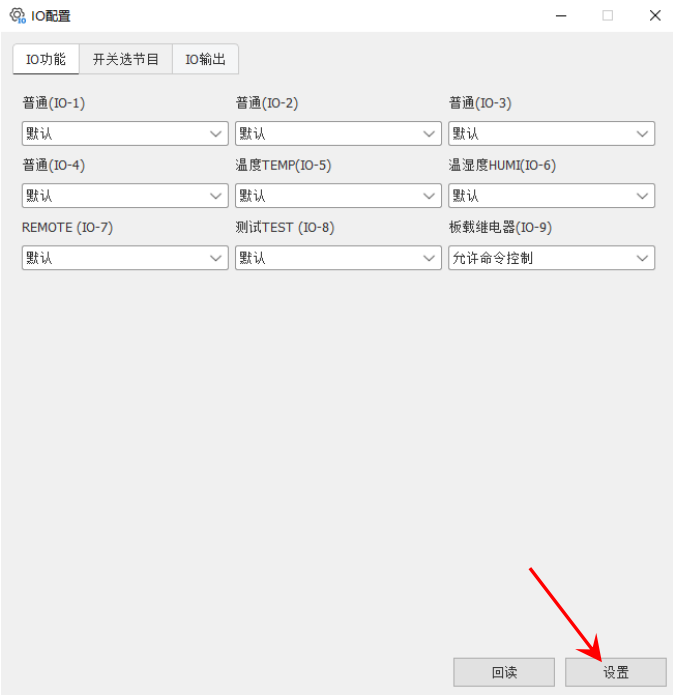 IO配置
IO功能 开关选节目 IO输出
普通(IO-1) 普通(IO-2) 普通(IO-3)
默认 默认 默认
普通(IO-4) 温度TEMP(IO-5) 温湿度HUMI(IO-6)
默认 默认 默认
REMOTE (IO-7) 测试TEST (IO-8) 板载继电器(IO-9)
默认 默认 允许命令控制
回读 设置